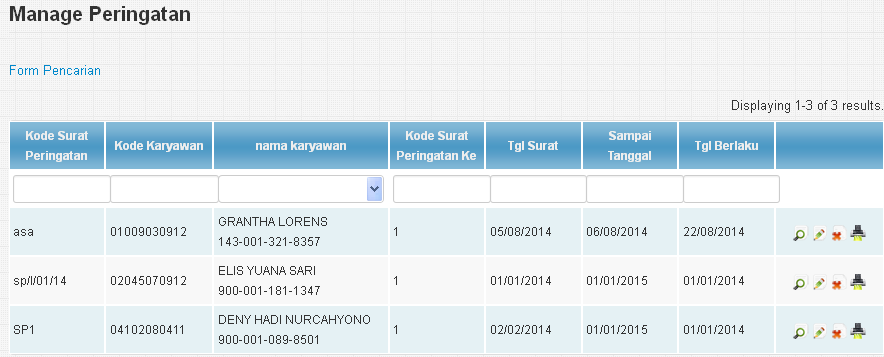 Manage Peringatan
Form Pencarian
Displaying 1-3 of 3 results.
Kode Surat Peringatan Kode Karyawan nama karyawan Kode Surat Peringatan Ke Tgl Surat Sampai Tanggal Tgl Berlaku
asa 01009030912 GRANTHA LORENS 1 05/08/2014 06/08/2014 22/08/2014
143-001-321-8357
sp/I/01/14 02045070912 ELIS YUANA SARI 1 01/01/2014 01/01/2015 01/01/2014
900-001-181-1347
SP1 04102080411 DENY HADI NURCAHYONO 1 02/02/2014 01/01/2015 01/01/2014
900-001-089-8501